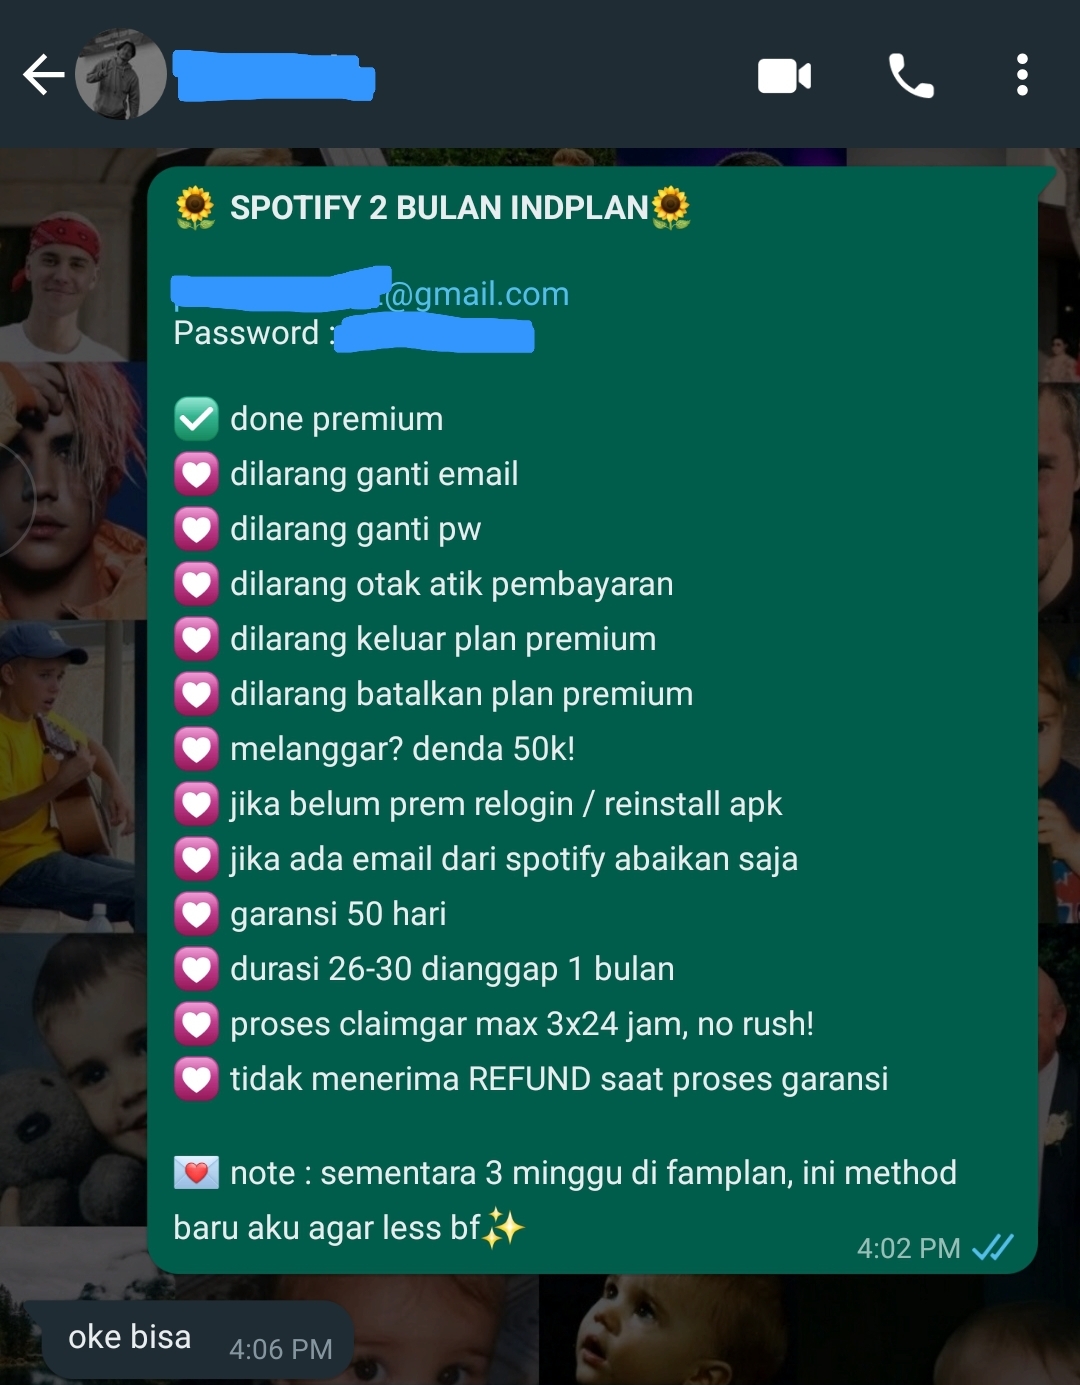 SPOTIFY 2 BULAN INDPLAN
@gmail.com
Password :
done premium
dilarang ganti email
dilarang ganti pw
dilarang otak atik pembayaran
dilarang keluar plan premium
dilarang batalkan plan premium
melanggar? denda 50k!
jika belum prem relogin / reinstall apk
jika ada email dari spotify abaikan saja
garansi 50 hari
durasi 26-30 dianggap 1 bulan
proses claimgar max 3x24 jam, no rush!
tidak menerima REFUND saat proses garansi
note : sementara 3 minggu di famplan, ini method
baru aku agar less bf
4:02 PM
oke bisa
4:06 PM